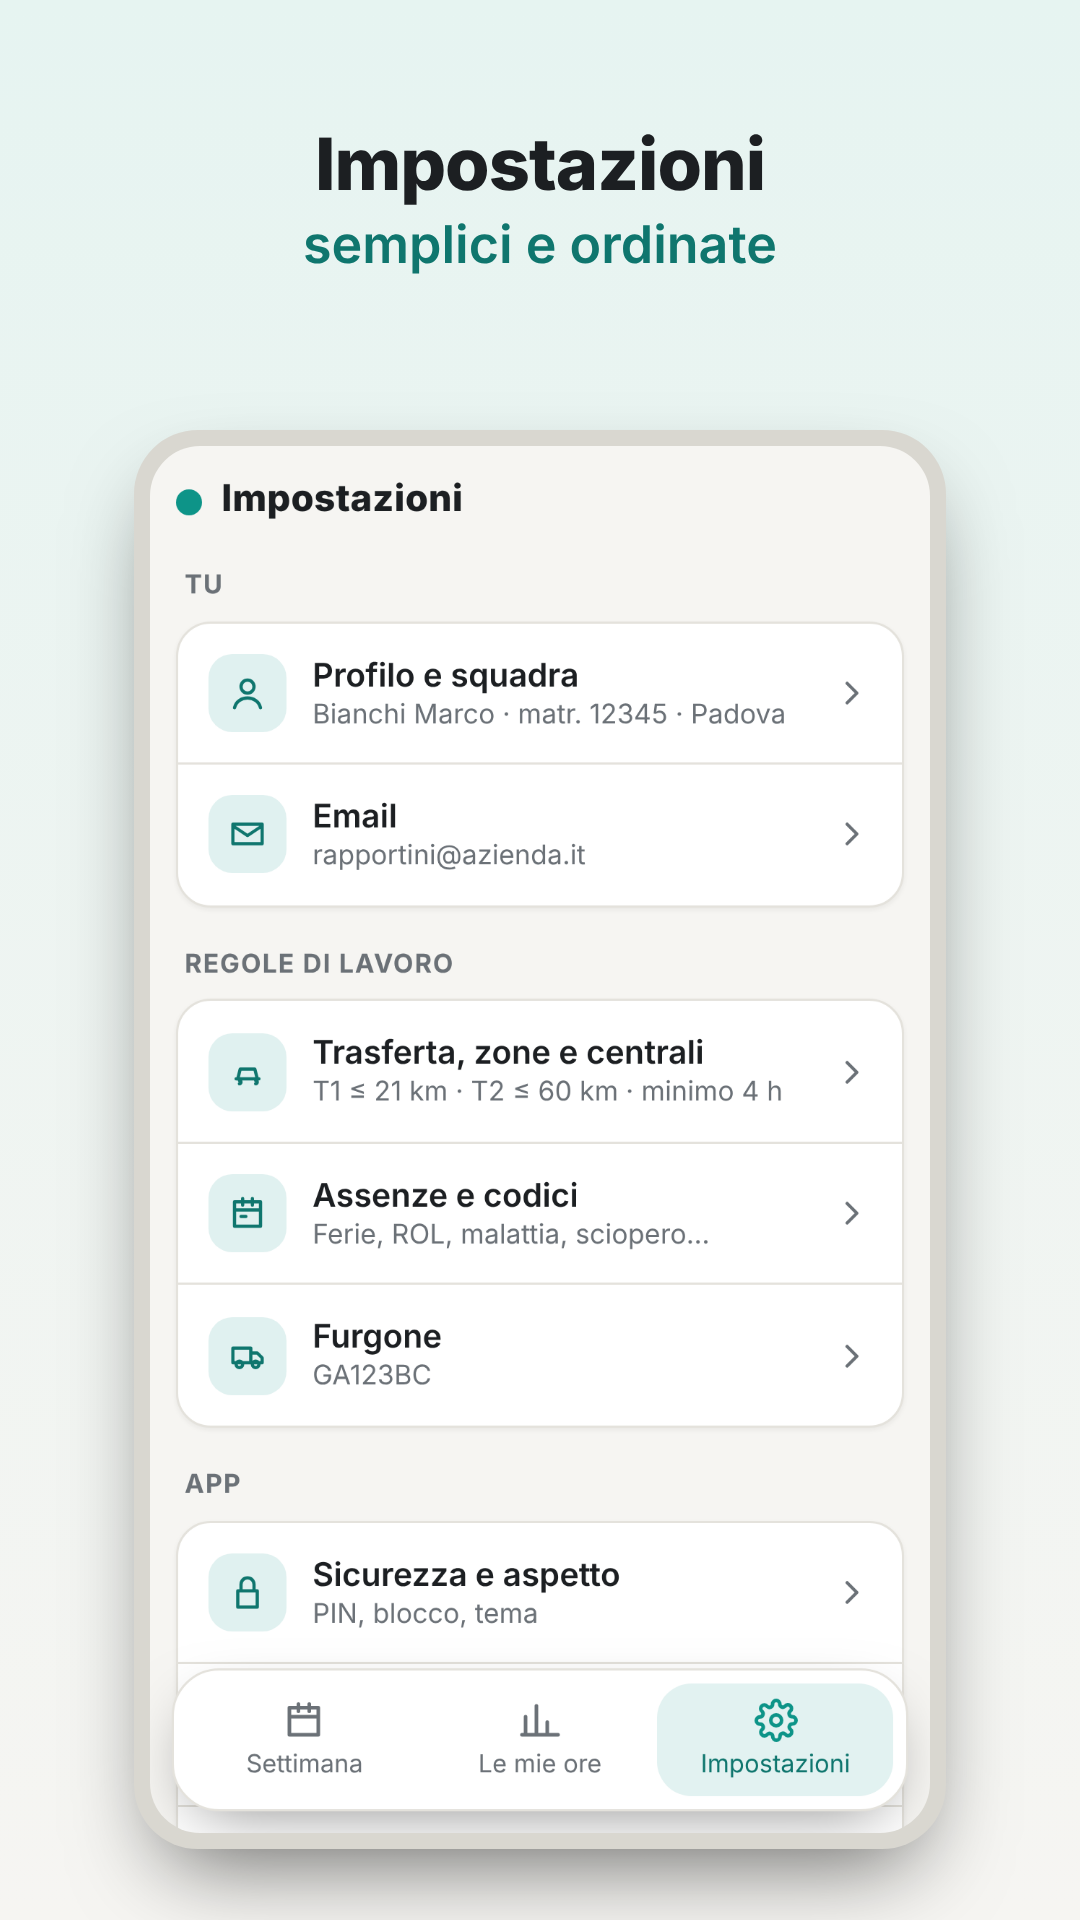 Impostazioni
semplici e ordinate
Impostazioni
TU
Profilo e squadra
Bianchi Marco · matr. 12345 · Padova
Email
rapportini@azienda.it
REGOLE DI LAVORO
Trasferta, zone e centrali
T1 ≤ 21 km · T2 ≤ 60 km · minimo 4 h
Assenze e codici
Ferie, ROL, malattia, sciopero...
Furgone
GA123BC
APP
Sicurezza e aspetto
PIN, blocco, tema
Settimana
Le mie ore
Impostazioni